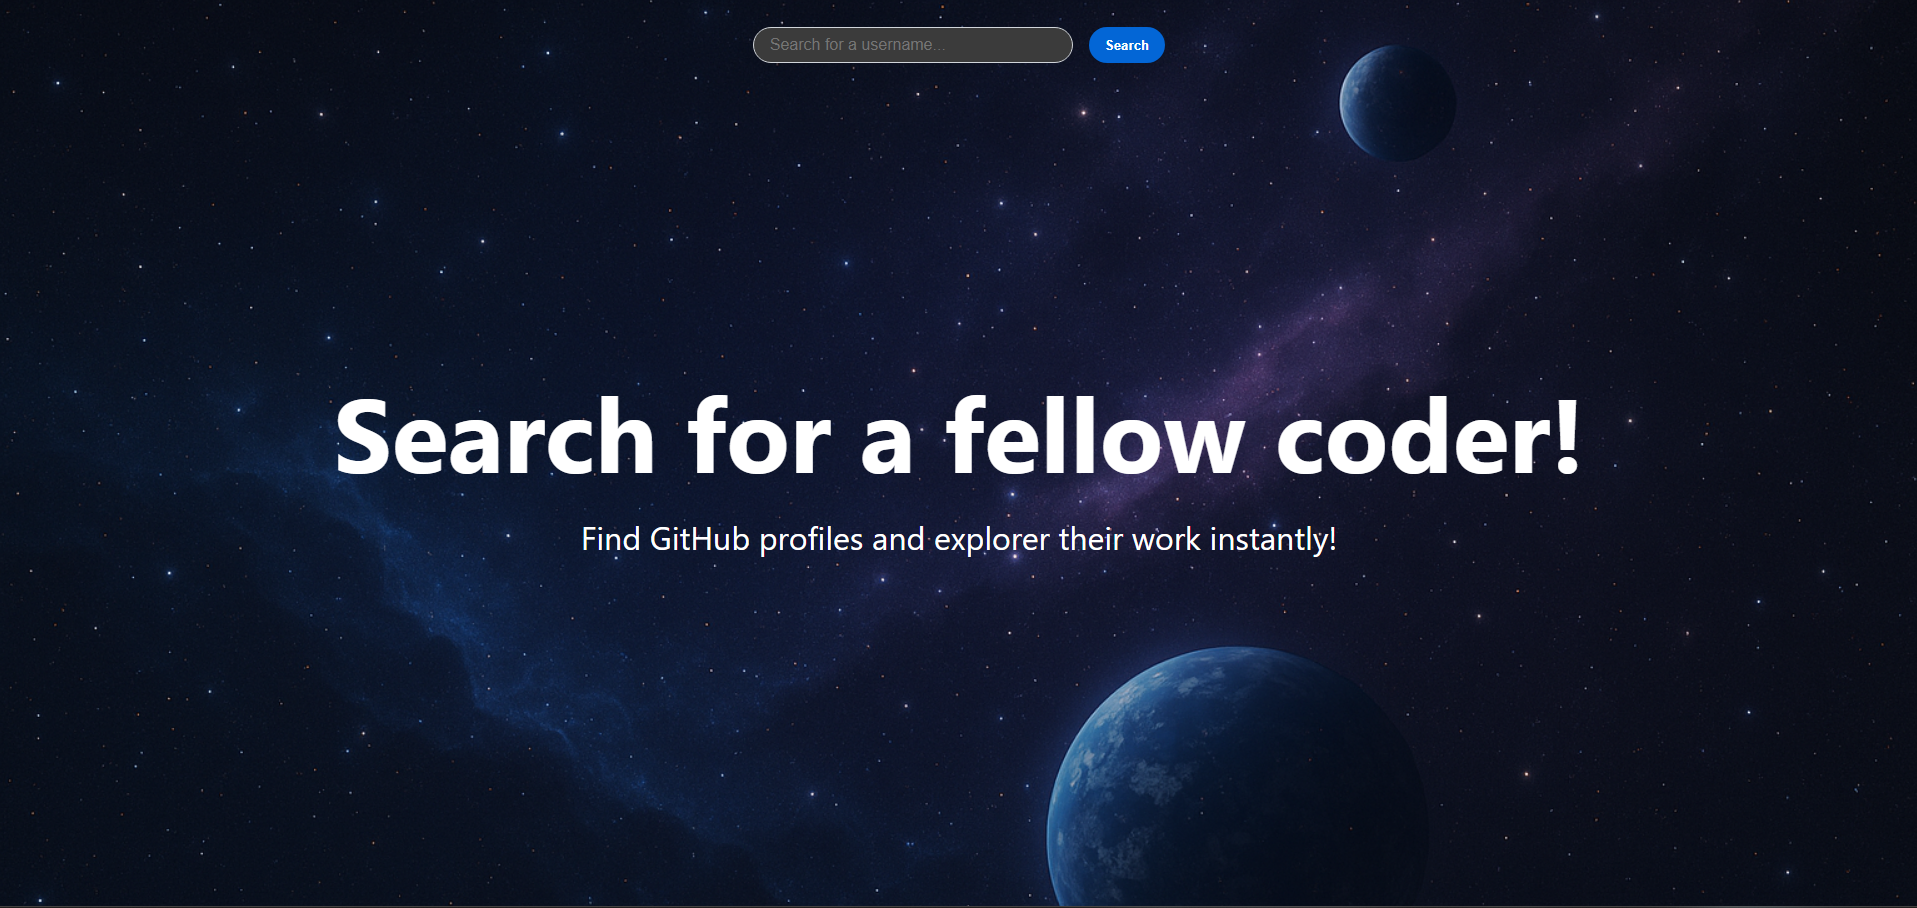 Search for a username...
Search
Search for a fellow coder!
Find GitHub profiles and explorer their work instantly!